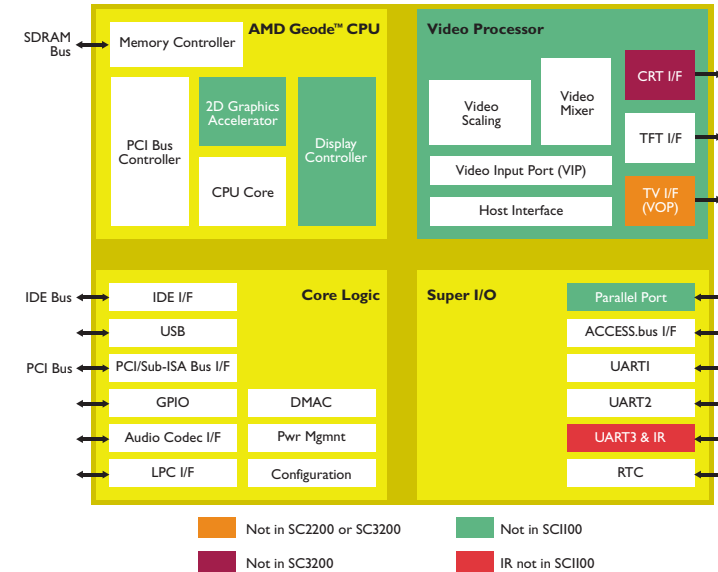 SDRAM
Bus
Memory Controller
AMD Geode™ CPU
PCI Bus
Controller
2D Graphics
Accelerator
CPU Core
Display
Controller
Video Processor
Video
Scaling
Video
Mixer
Video Input Port (VIP)
Host Interface
CRT I/F
TFT I/F
TV I/F
(VOP)
IDE Bus
PCI Bus
Core Logic
IDE I/F
USB
PCI/Sub-ISA Bus I/F
GPIO
Audio Codec I/F
LPC I/F
DMAC
Pwr Mgmnt
Configuration
Super I/O
Parallel Port
ACCESS.bus I/F
UART1
UART2
UART3 & IR
RTC
Not in SC2200 or SC3200
Not in SC1100
Not in SC3200
IR not in SC1100